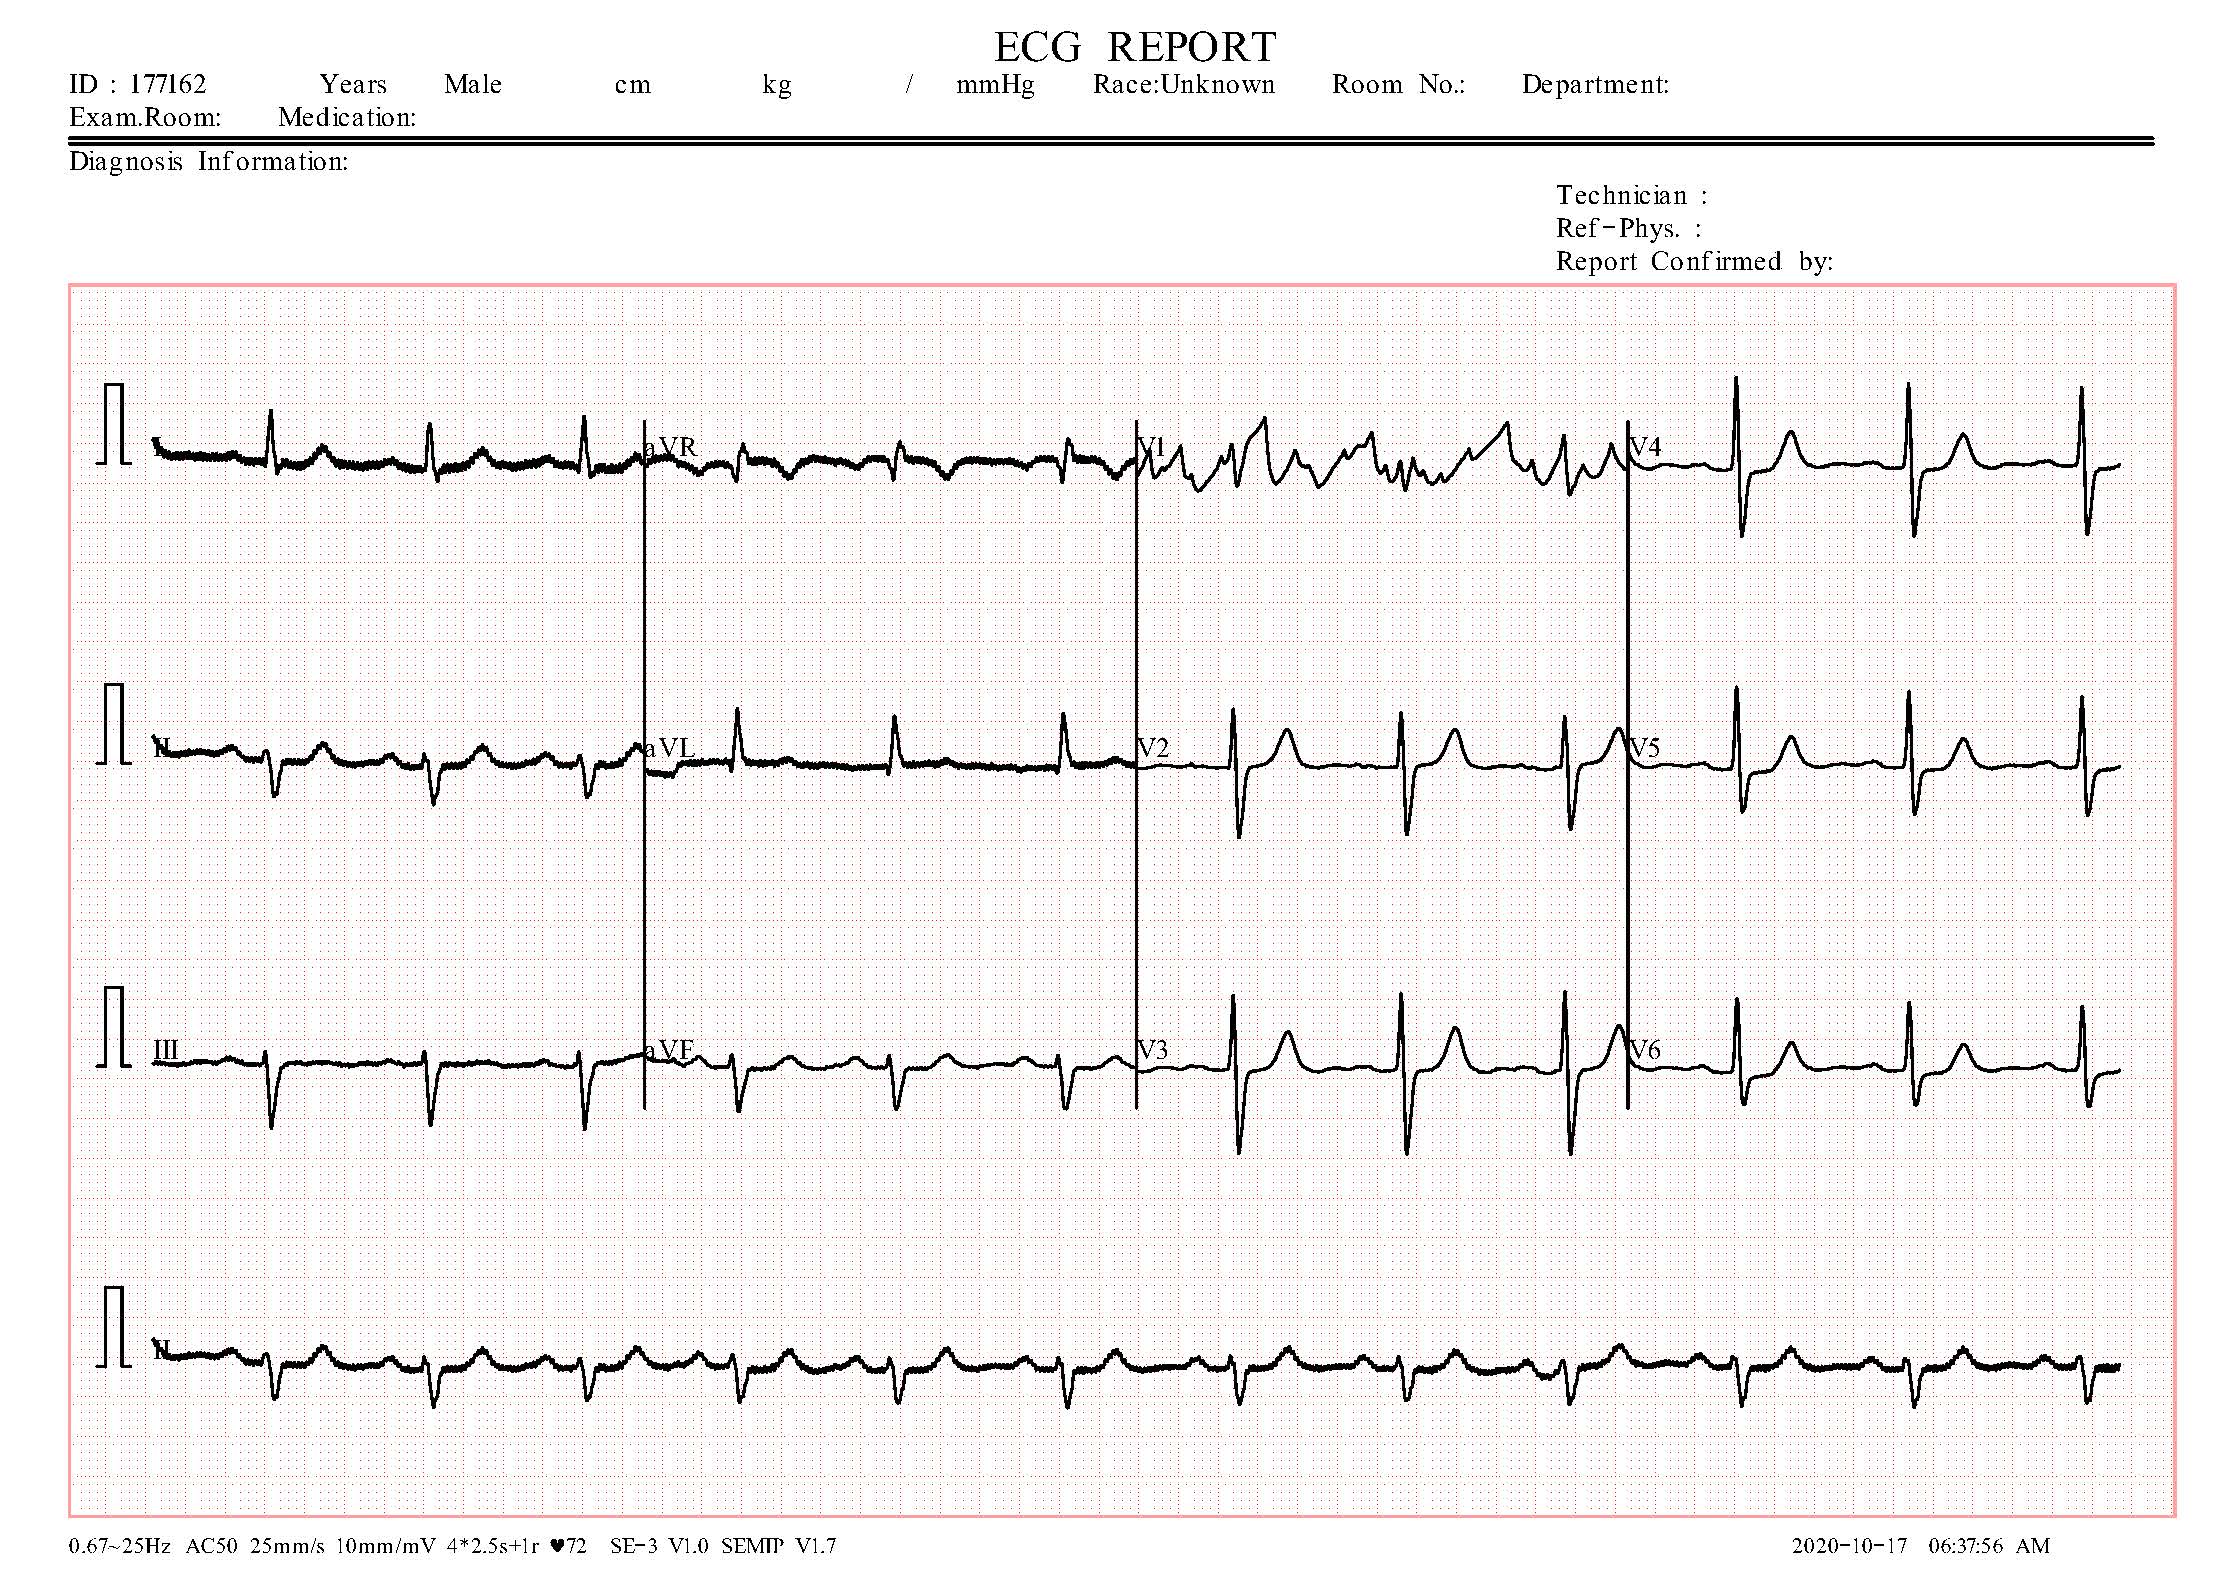 ECG REPORT
ID : 177162 Years Male cm kg / mmHg Race:Unknown Room No.: Department:
Exam.Room: Medication:
Diagnosis Information:
Technician :
Ref-Phys. :
Report Confirmed by:
I aVR V1 V4
II aVL V2 V5
III aVF V3 V6
II
0.67~25Hz AC50 25mm/s 10mm/mV 4*2.5s+1r ♥72 SE-3 V1.0 SEMIP V1.7 2020-10-17 06:37:56 AM